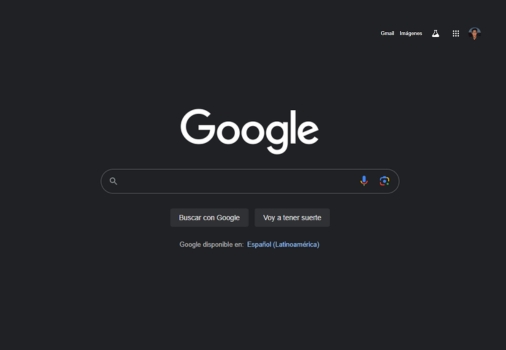 Gmail Imágenes
Google
Buscar con Google Voy a tener suerte
Google disponible en: Español (Latinoamérica)